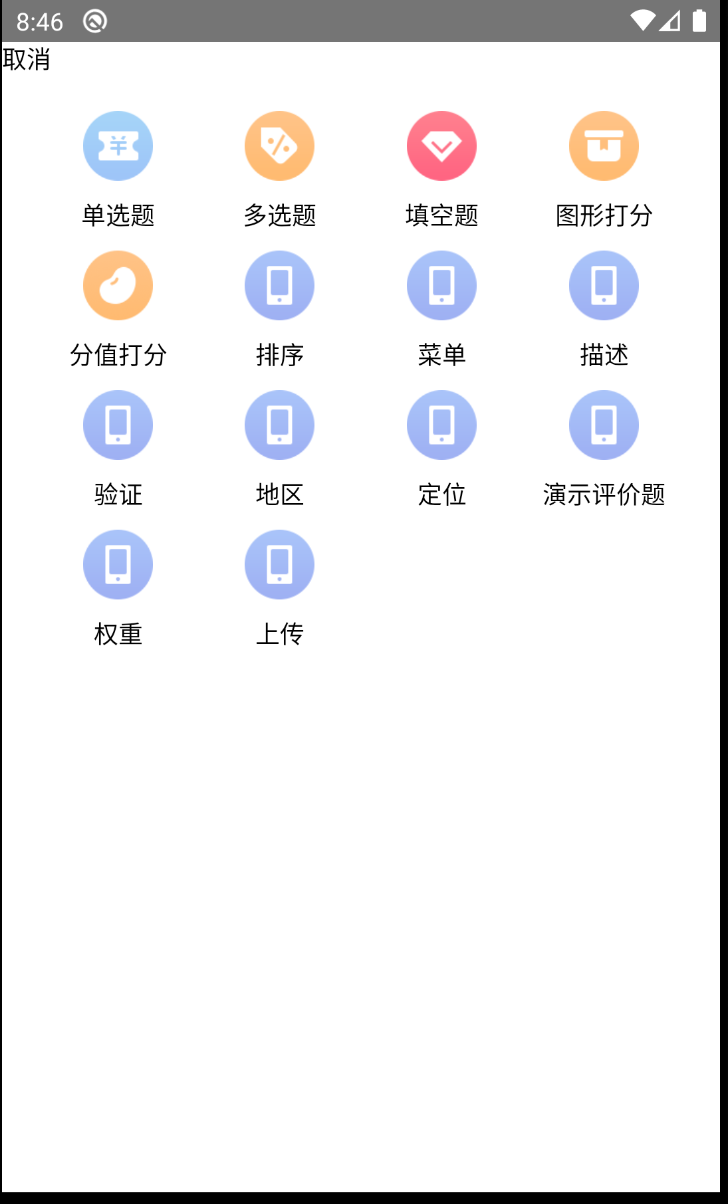 8:46
取消
单选题 多选题 填空题 图形打分
分值打分 排序 菜单 描述
验证 地区 定位 演示评价题
权重 上传